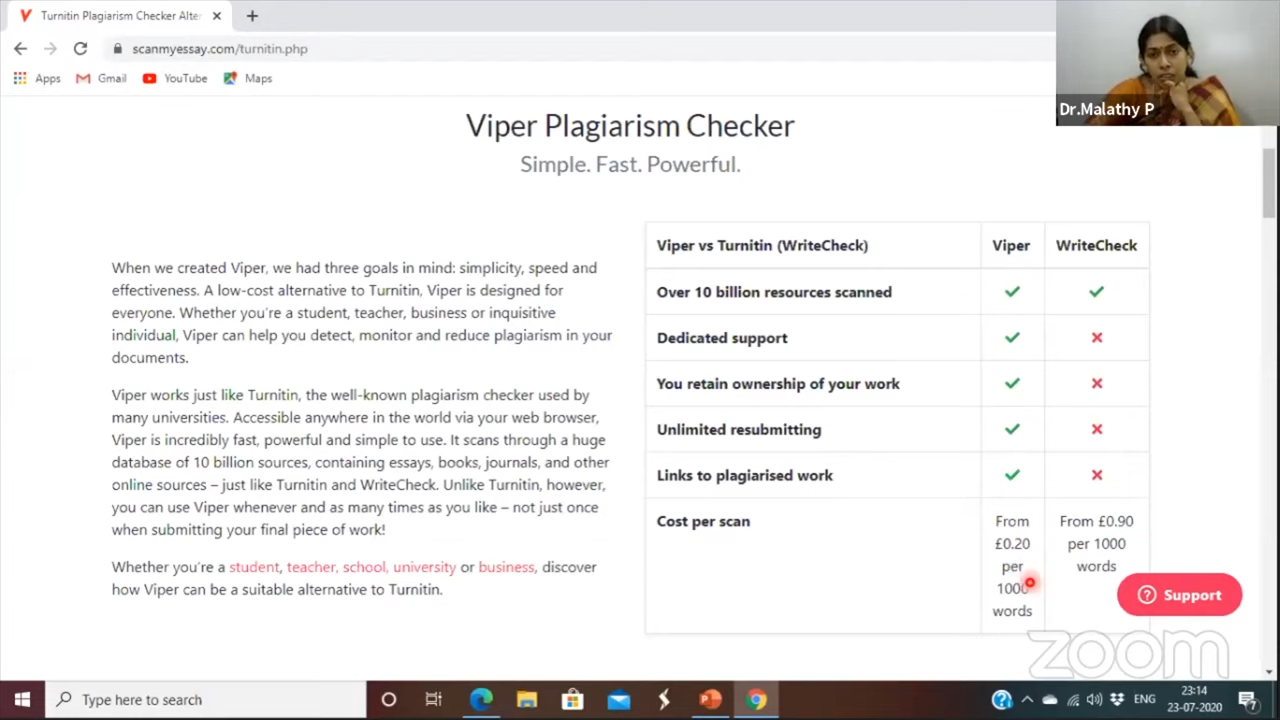 Turnitin Plagiarism Checker Alter
scanmyessay.com/turnitin.php
Apps Gmail YouTube Maps
Dr.Malathy P
Viper Plagiarism Checker
Simple. Fast. Powerful.
When we created Viper, we had three goals in mind: simplicity, speed and
effectiveness. A low-cost alternative to Turnitin, Viper is designed for
everyone. Whether you're a student, teacher, business or inquisitive
individual, Viper can help you detect, monitor and reduce plagiarism in your
documents.
Viper works just like Turnitin, the well-known plagiarism checker used by
many universities. Accessible anywhere in the world via your web browser,
Viper is incredibly fast, powerful and simple to use. It scans through a huge
database of 10 billion sources, containing essays, books, journals, and other
online sources – just like Turnitin and WriteCheck. Unlike Turnitin, however,
you can use Viper whenever and as many times as you like – not just once
when submitting your final piece of work!
Whether you're a student, teacher, school, university or business, discover
how Viper can be a suitable alternative to Turnitin.
Viper vs Turnitin (WriteCheck) Viper WriteCheck
Over 10 billion resources scanned
Dedicated support
You retain ownership of your work
Unlimited resubmitting
Links to plagiarised work
Cost per scan
From
£0.20
per
1000
words
From £0.90
per 1000
words
Support
zoom
Type here to search
ENG
23:14
23-07-2020
7